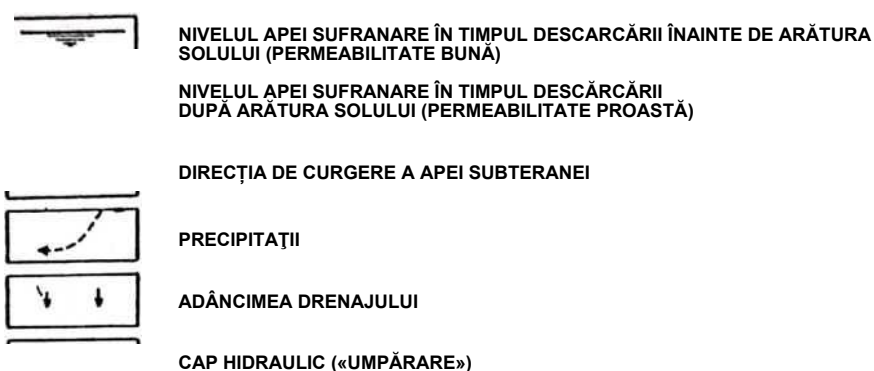 NIVELUL APEI SUFRANARE ÎN TIMPUL DESCARCĂRII ÎNAINTE DE ARĂTURA
SOLULUI (PERMEABILITATE BUNĂ)
NIVELUL APEI SUFRANARE ÎN TIMPUL DESCĂRCĂRII
DUPĂ ARĂTURA SOLULUI (PERMEABILITATE PROASTĂ)
DIRECȚIA DE CURGERE A APEI SUBTERANEI
PRECIPITAŢII
ADÂNCIMEA DRENAJULUI
CAP HIDRAULIC («UMPĂRARE»)